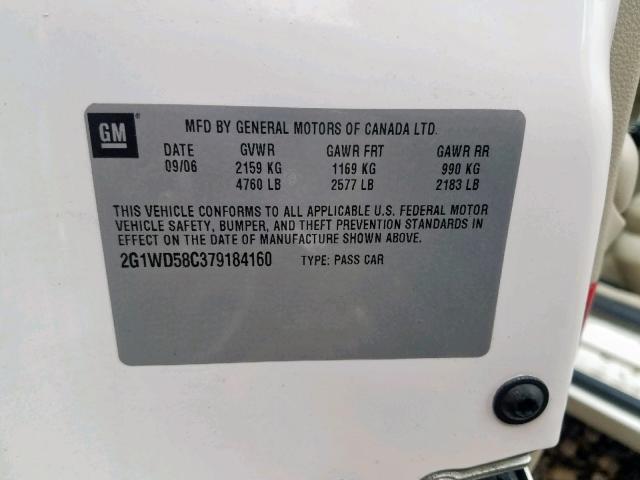 GM
MFD BY GENERAL MOTORS OF CANADA LTD.
DATE GVWR GAWR FRT GAWR RR
09/06 2159 KG 1169 KG 990 KG
4760 LB 2577 LB 2183 LB
THIS VEHICLE CONFORMS TO ALL APPLICABLE U.S. FEDERAL MOTOR
VEHICLE SAFETY, BUMPER, AND THEFT PREVENTION STANDARDS IN
EFFECT ON THE DATE OF MANUFACTURE SHOWN ABOVE.
2G1WD58C379184160 TYPE: PASS CAR